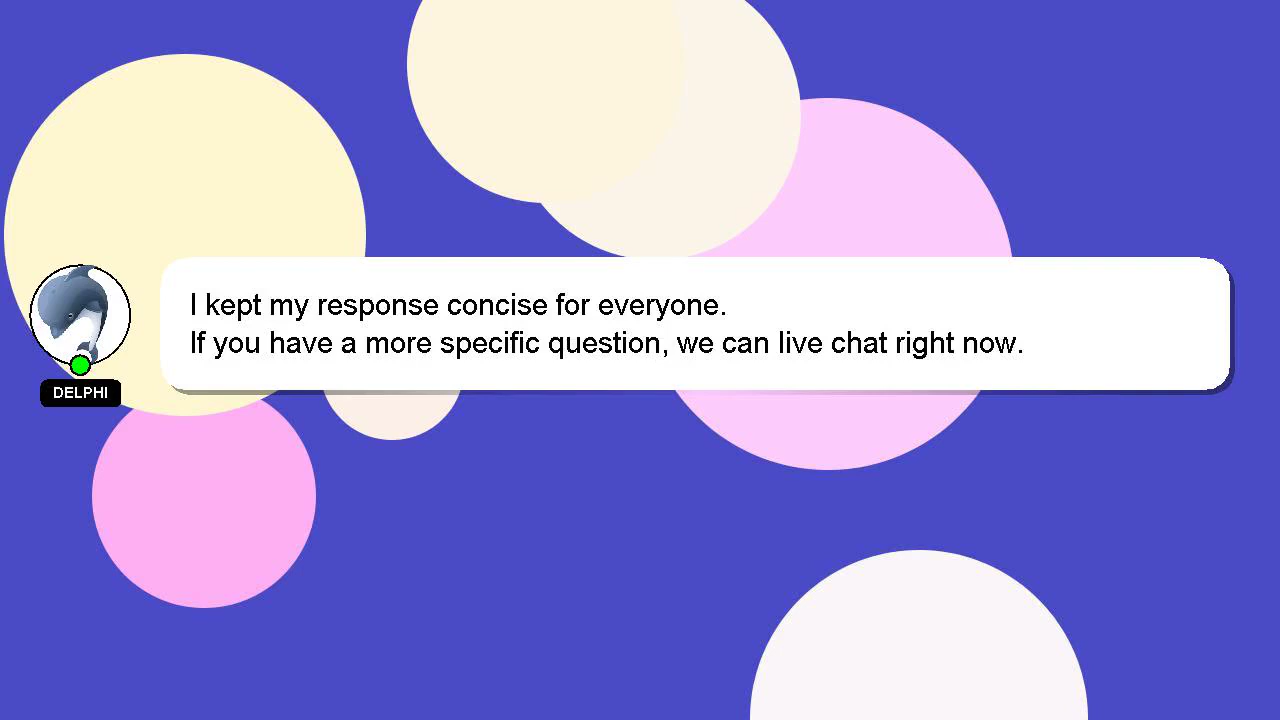 I kept my response concise for everyone.
If you have a more specific question, we can live chat right now.
DELPHI